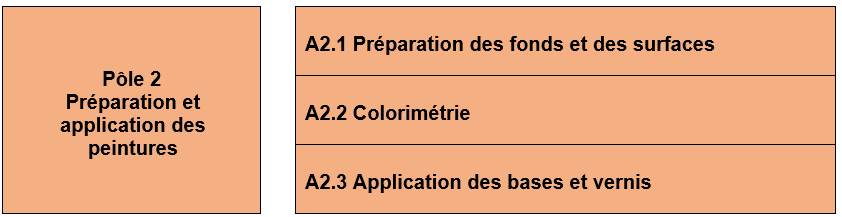 Pôle 2
Préparation et
application des
peintures
A2.1 Préparation des fonds et des surfaces
A2.2 Colorimétrie
A2.3 Application des bases et vernis